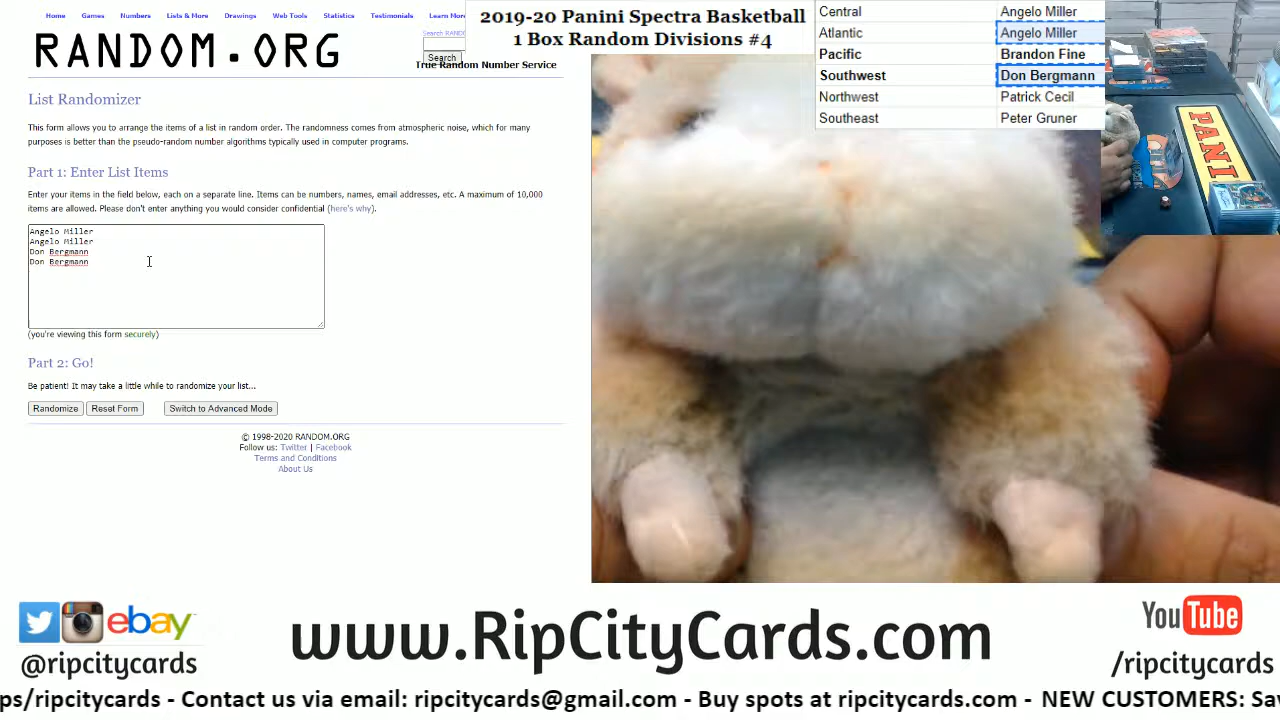 Home Games Numbers Lists & More Drawings Web Tools Statistics Testimonials Learn More
RANDOM.ORG
Search
True Random Number Service
List Randomizer
This form allows you to arrange the items of a list in random order. The randomness comes from atmospheric noise, which for many
purposes is better than the pseudo-random number algorithms typically used in computer programs.
Part 1: Enter List Items
Enter your items in the field below, each on a separate line. Items can be numbers, names, email addresses, etc. A maximum of 10,000
items are allowed. Please don't enter anything you would consider confidential (here's why).
Angelo Miller
Angelo Miller
Don Bergmann
Don Bergmann
(you're viewing this form securely)
Part 2: Go!
Be patient! It may take a little while to randomize your list...
Randomize Reset Form Switch to Advanced Mode
© 1998-2020 RANDOM.ORG
Follow us: Twitter | Facebook
Terms and Conditions
About Us
2019-20 Panini Spectra Basketball
1 Box Random Divisions #4
Central Angelo Miller
Atlantic Angelo Miller
Pacific Brandon Fine
Southwest Don Bergmann
Northwest Patrick Cecil
Southeast Peter Gruner
PANINI
ebay
@ripcitycards
www.RipCityCards.com
YouTube
/ripcitycards
ps/ripcitycards - Contact us via email: ripcitycards@gmail.com - Buy spots at ripcitycards.com - NEW CUSTOMERS: Sa